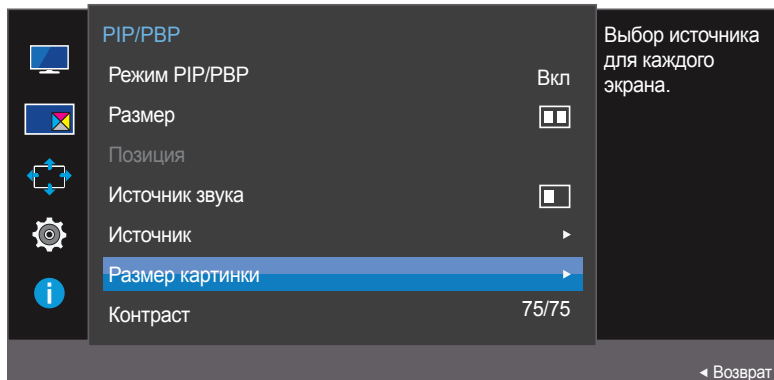 PIP/PBP
Режим PIP/PBP Вкл
Размер
Позиция
Источник звука
Источник ▸
Размер картинки ▸
Контраст 75/75
Выбор источника
для каждого
экрана.
◂ Возврат